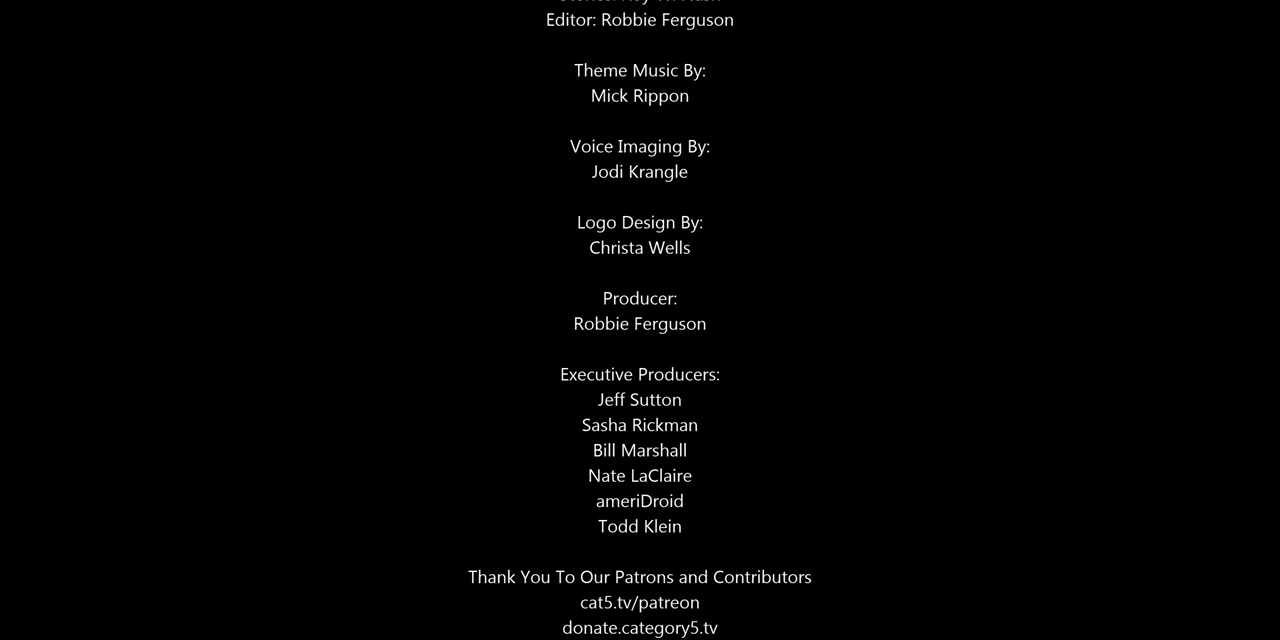 Editor: Robbie Ferguson
Theme Music By:
Mick Rippon
Voice Imaging By:
Jodi Krangle
Logo Design By:
Christa Wells
Producer:
Robbie Ferguson
Executive Producers:
Jeff Sutton
Sasha Rickman
Bill Marshall
Nate LaClaire
ameriDroid
Todd Klein
Thank You To Our Patrons and Contributors
cat5.tv/patreon
donate.category5.tv